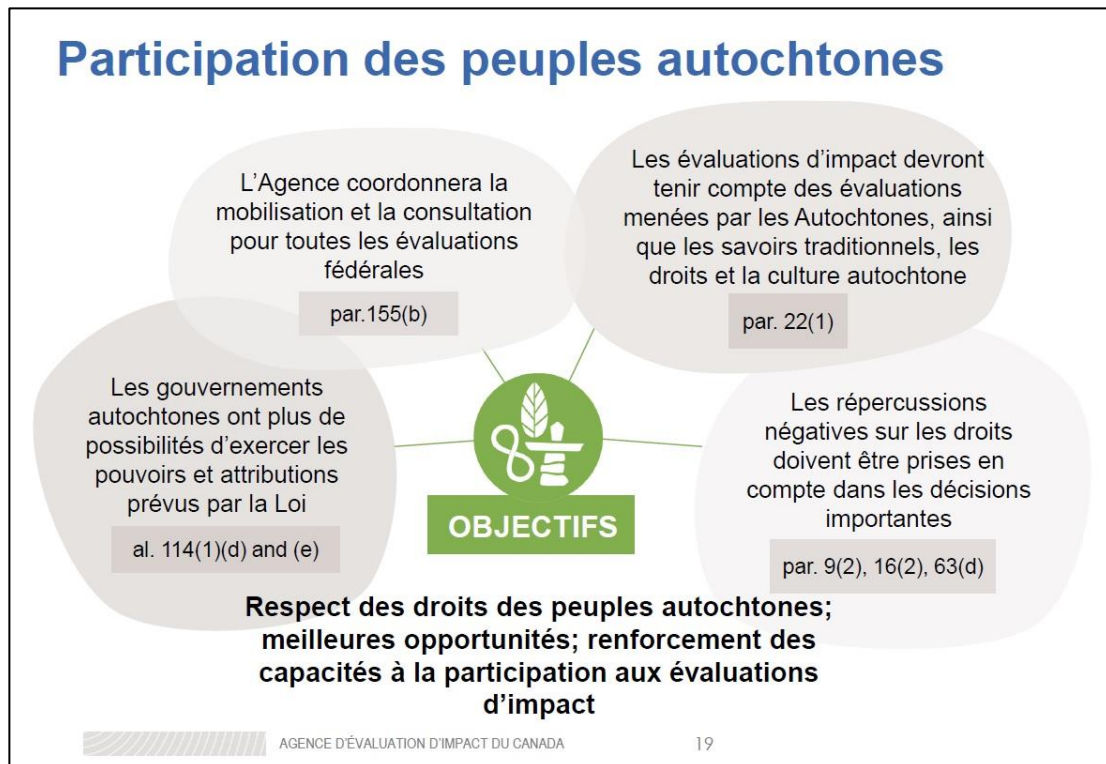 Participation des peuples autochtones
L'Agence coordonnera la
mobilisation et la consultation
pour toutes les évaluations
fédérales
par.155(b)
Les évaluations d'impact devront
tenir compte des évaluations
menées par les Autochtones, ainsi
que les savoirs traditionnels, les
droits et la culture autochtone
par. 22(1)
Les gouvernements
autochtones ont plus de
possibilités d'exercer les
pouvoirs et attributions
prévus par la Loi
al. 114(1)(d) and (e)
Les répercussions
négatives sur les droits
doivent être prises en
compte dans les décisions
importantes
par. 9(2), 16(2), 63(d)
OBJECTIFS
Respect des droits des peuples autochtones;
meilleures opportunités; renforcement des
capacités à la participation aux évaluations
d'impact
AGENCE D'ÉVALUATION D'IMPACT DU CANADA
19